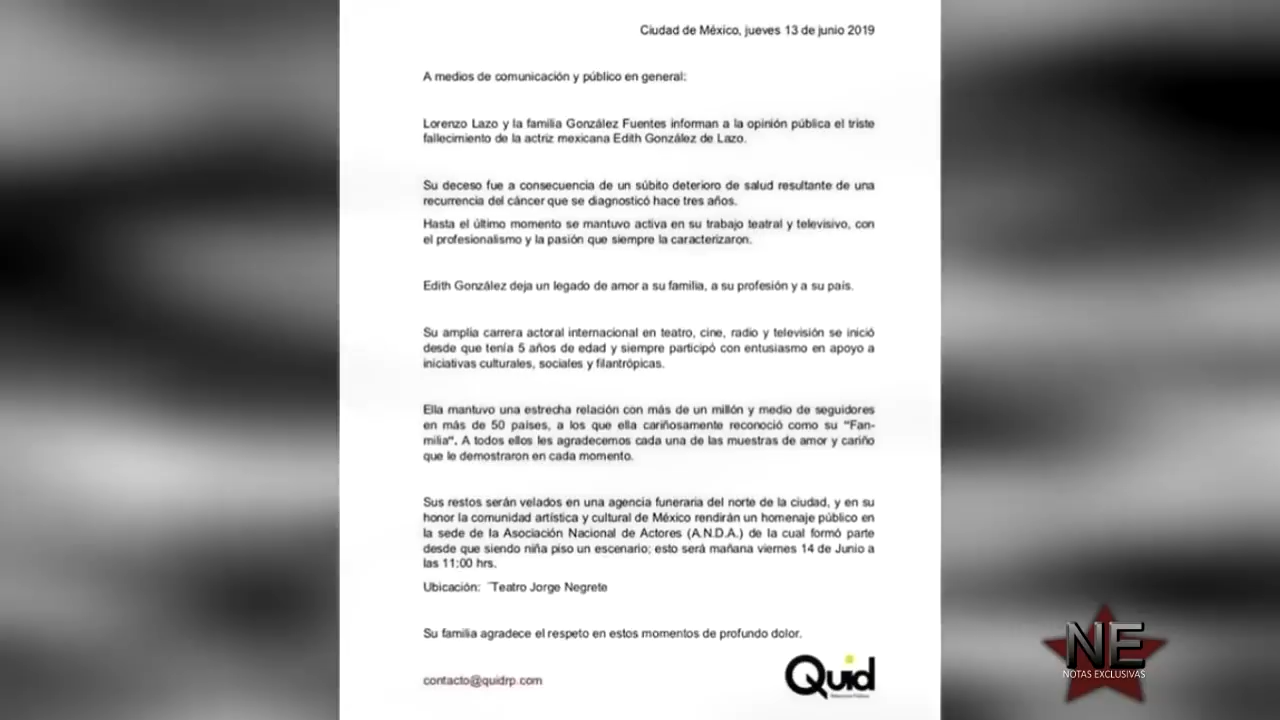 Ciudad de México, jueves 13 de junio 2019
A medios de comunicación y público en general:
Lorenzo Lazo y la familia González Fuentes informan a la opinión pública el triste
fallecimiento de la actriz mexicana Edith González de Lazo.
Su deceso fue a consecuencia de un súbito deterioro de salud resultante de una
recurrencia del cáncer que se diagnosticó hace tres años.
Hasta el último momento se mantuvo activa en su trabajo teatral y televisivo, con
el profesionalismo y la pasión que siempre la caracterizaron.
Edith González deja un legado de amor a su familia, a su profesión y a su país.
Su amplia carrera actoral internacional en teatro, cine, radio y televisión se inició
desde que tenía 5 años de edad y siempre participó con entusiasmo en apoyo a
iniciativas culturales, sociales y filantrópicas.
Ella mantuvo una estrecha relación con más de un millón y medio de seguidores
en más de 50 países, a los que ella cariñosamente reconoció como su "Fan-
milia". A todos ellos les agradecemos cada una de las muestras de amor y cariño
que le demostraron en cada momento.
Sus restos serán velados en una agencia funeraria del norte de la ciudad, y en su
honor la comunidad artística y cultural de México rendirán un homenaje público en
la sede de la Asociación Nacional de Actores (A.N.D.A.) de la cual formó parte
desde que siendo niña piso un escenario; esto será mañana viernes 14 de Junio a
las 11:00 hrs.
Ubicación: ¨Teatro Jorge Negrete
Su familia agradece el respeto en estos momentos de profundo dolor.
contacto@quidrp.com
Quid
NE
NOTAS EXCLUSIVAS